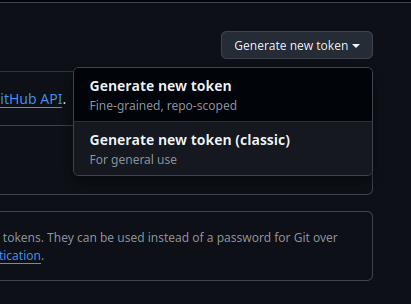 Generate new token
Generate new token
Fine-grained, repo-scoped
itHub API.
Generate new token (classic)
For general use
tokens. They can be used instead of a password for Git over
tication.